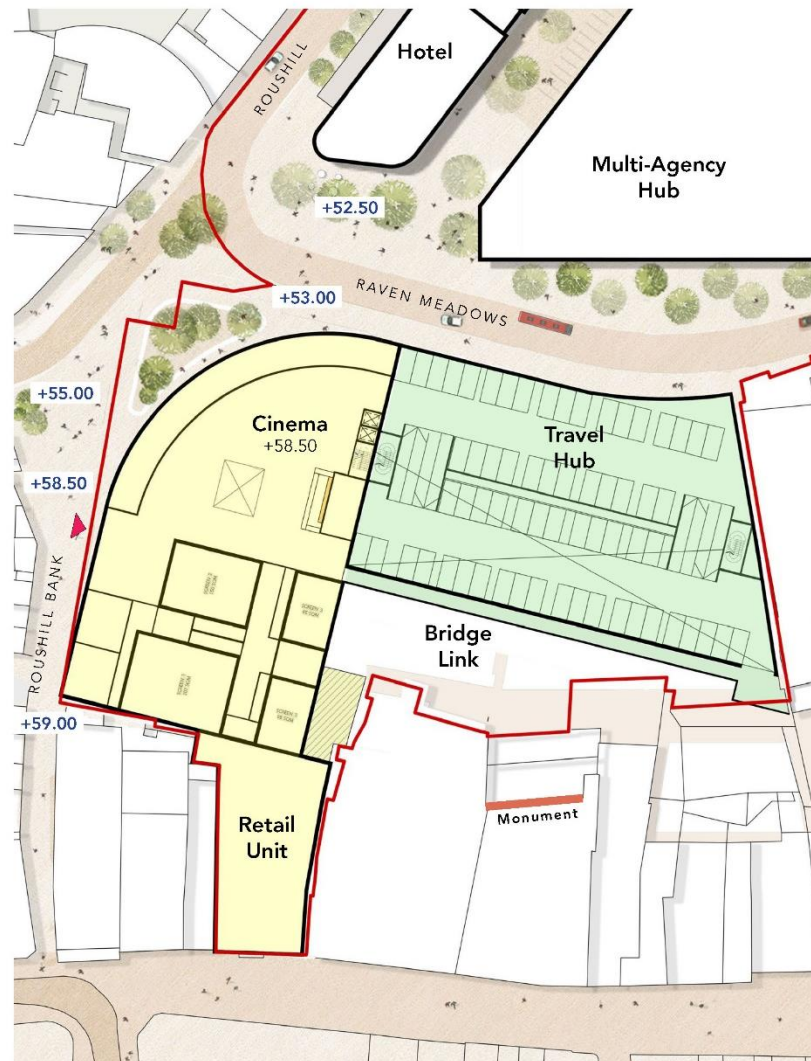 Hotel
ROUSHILL
Multi-Agency
Hub
+52.50
+53.00
RAVEN MEADOWS
+55.00
Cinema
+58.50
Travel
Hub
+58.50
ROUSHILL BANK
Bridge
Link
+59.00
Monument
Retail
Unit